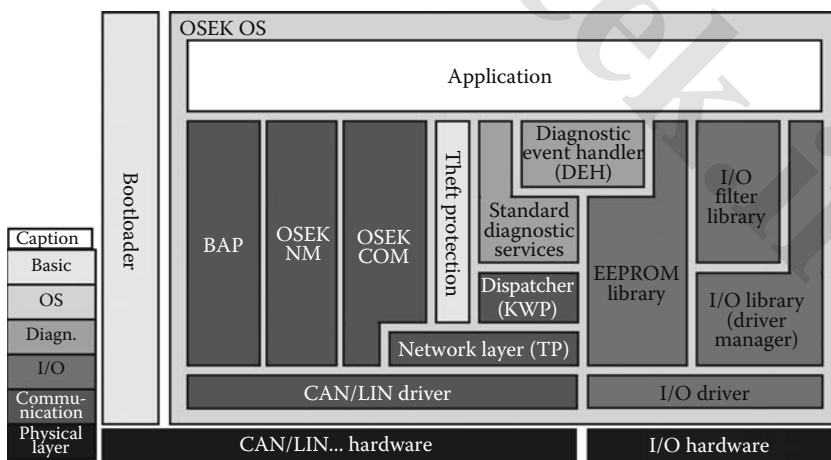 OSEK OS
Application
Bootloader
BAP
OSEK
NM
OSEK
COM
Theft protection
Diagnostic
event handler
(DEH)
Standard
diagnostic
services
Dispatcher
(KWP)
Network layer (TP)
EEPROM
library
I/O
filter
library
I/O library
(driver
manager)
CAN/LIN driver
I/O driver
CAN/LIN... hardware
I/O hardware
Caption
Basic
OS
Diagn.
I/O
Commu-
nication
Physical
layer